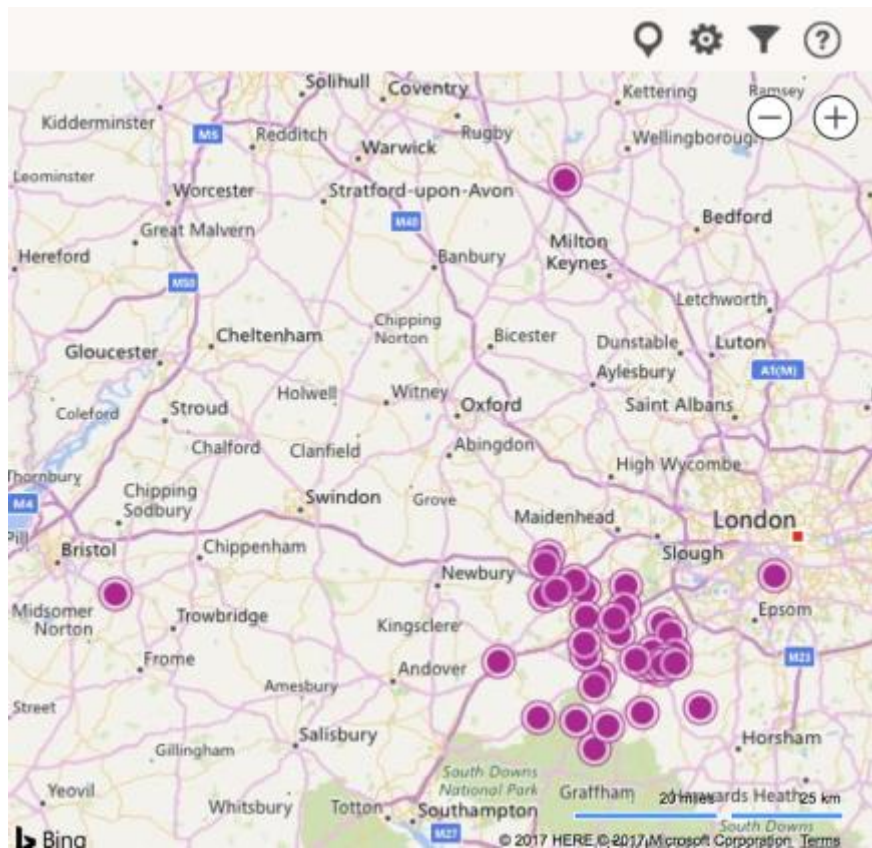 ?
Solihull
Coventry
Kettering
Ramsey
Kidderminster
M5
Redditch
Rugby
Wellingborough
Warwick
Leominster
Worcester
Stratford-upon-Avon
M40
Bedford
Great Malvern
Hereford
Banbury
Milton
Keynes
M50
Letchworth
Chipping
Norton
Cheltenham
Bicester
Dunstable
Luton
Gloucester
Aylesbury
A1(M)
Holwell
Witney
Oxford
Saint Albans
Coleford
Stroud
Chalford
Clanfield
Abingdon
High Wycombe
Thornbury
Chipping
Sodbury
Swindon
Grove
M4
Maidenhead
London
Pill
Bristol
Chippenham
Slough
Newbury
Midsomer
Norton
Trowbridge
Kingsclere
Epsom
Frome
Andover
M23
Amesbury
Street
Salisbury
Horsham
Gillingham
South Downs
National Park
Graffham
Haywards Heath
20 miles
25 km
Yeovil
Whitsbury
Totton
Southampton
South Downs
M27
Bing
© 2017 HERE © 2017 Microsoft Corporation Terms